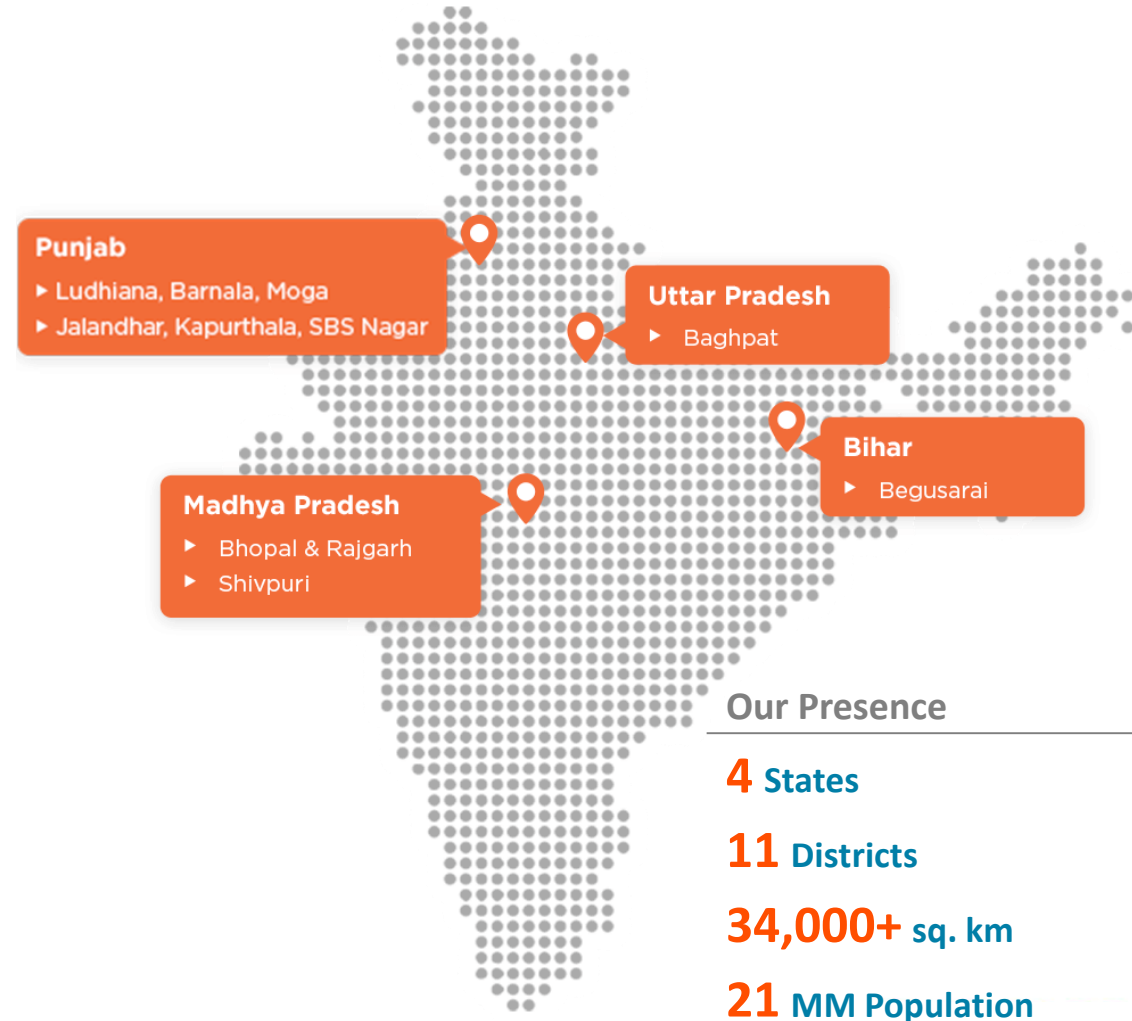 Punjab
▸ Ludhiana, Barnala, Moga
▸ Jalandhar, Kapurthala, SBS Nagar
Uttar Pradesh
▸ Baghpat
Bihar
▸ Begusarai
Madhya Pradesh
▸ Bhopal & Rajgarh
▸ Shivpuri
Our Presence
4 States
11 Districts
34,000+ sq. km
21 MM Population